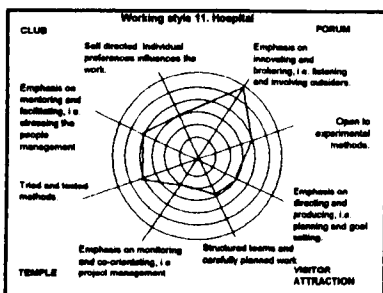 Working style 11. Hospital
CLUB
FORUM
Self directed individual
preferences influences the
work.
Emphasis on
innovating and
brokering, i.e. listening
and involving outsiders.
Emphasis on
mentoring and
facilitating, i.e.
stressing the
people
management
Open to
experimental
methods.
Tried and tested
methods.
Emphasis on
directing and
producing, i.e.
planning and goal
setting.
Emphasis on monitoring
and co-orientating, i.e
project management
Structured teams and
carefully planned work
TEMPLE
VISITOR
ATTRACTION